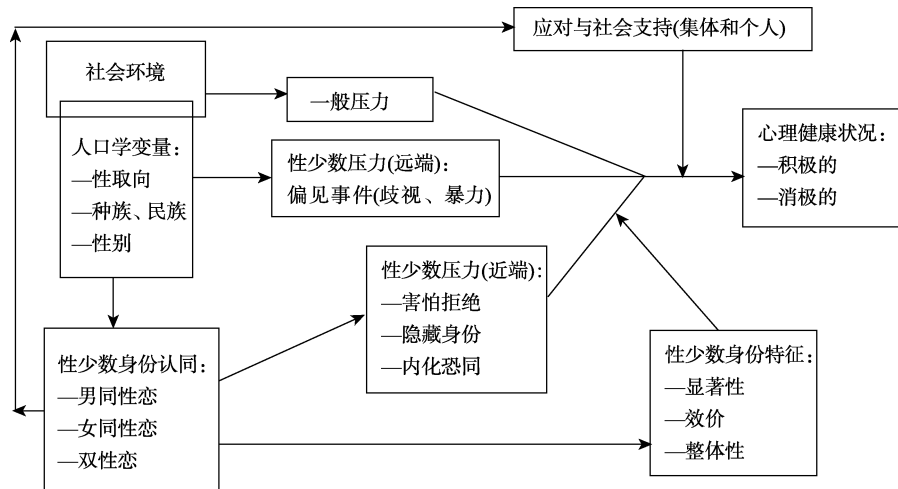 应对与社会支持(集体和个人)
社会环境
一般压力
人口学变量：
—性取向
—种族、民族
—性别
性少数压力(远端)：
偏见事件(歧视、暴力)
心理健康状况：
—积极的
—消极的
性少数压力(近端)：
—害怕拒绝
—隐藏身份
—内化恐同
性少数身份认同：
—男同性恋
—女同性恋
—双性恋
性少数身份特征：
—显著性
—效价
—整体性